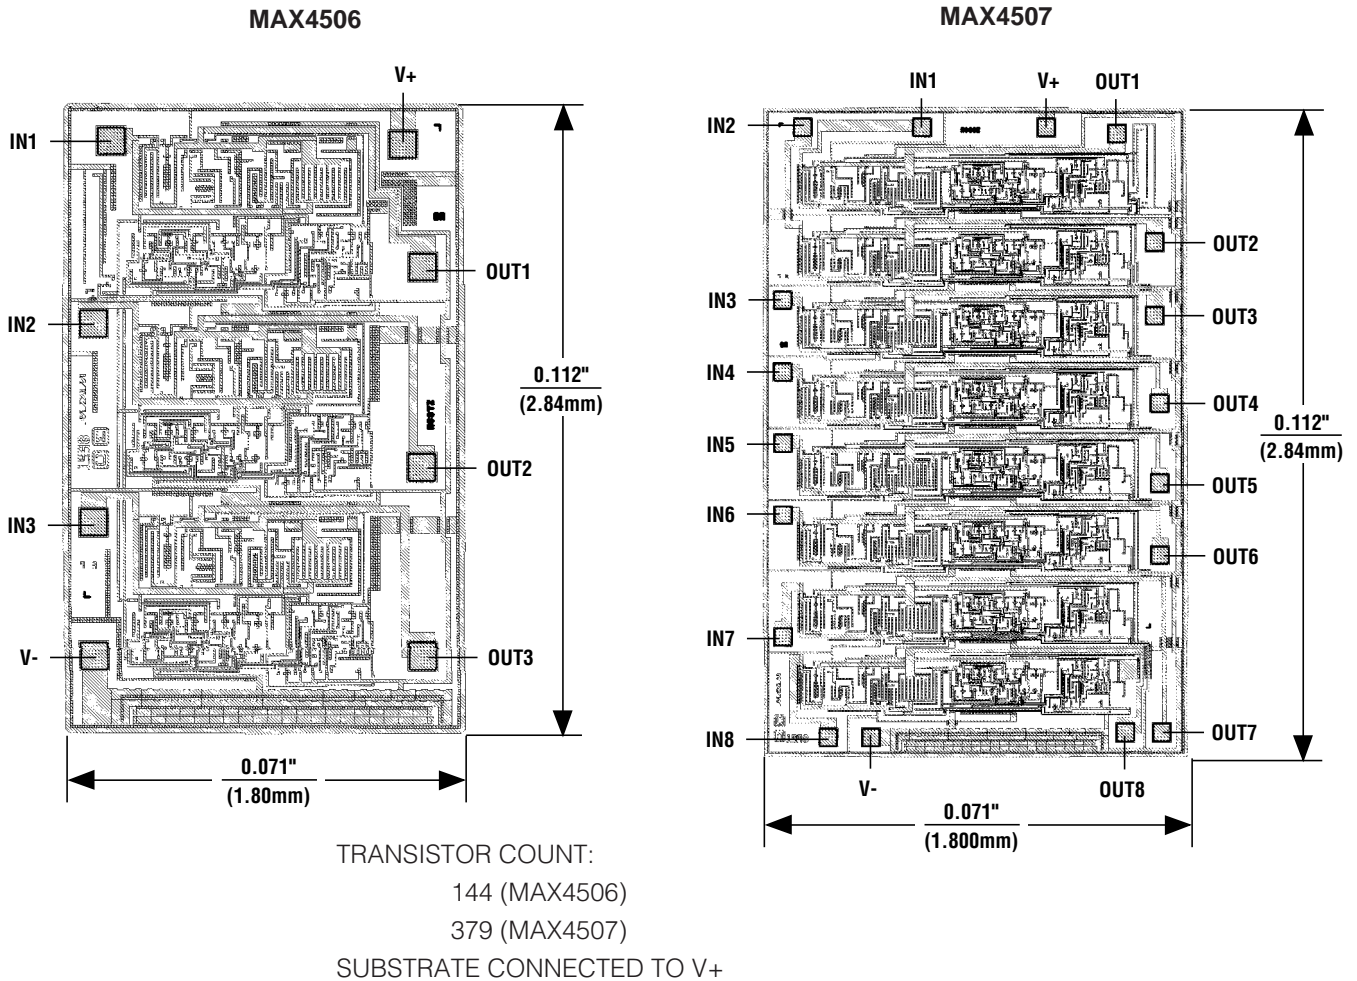 MAX4506
V+
IN1
OUT1
IN2
0.112"
(2.84mm)
OUT2
IN3
V-
OUT3
0.071"
(1.80mm)
MAX4507
IN1
V+
OUT1
IN2
OUT2
IN3
OUT3
IN4
OUT4
0.112"
(2.84mm)
IN5
OUT5
IN6
OUT6
IN7
IN8
OUT7
V-
OUT8
0.071"
(1.800mm)
TRANSISTOR COUNT:
144 (MAX4506)
379 (MAX4507)
SUBSTRATE CONNECTED TO V+